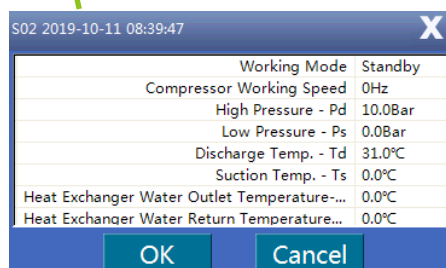 S02 2019-10-11 08:39:47 X
Working Mode Standby
Compressor Working Speed 0Hz
High Pressure - Pd 10.0Bar
Low Pressure - Ps 0.0Bar
Discharge Temp. - Td 31.0℃
Suction Temp. - Ts 0.0℃
Heat Exchanger Water Outlet Temperature-... 0.0℃
Heat Exchanger Water Return Temperature... 0.0℃
OK Cancel